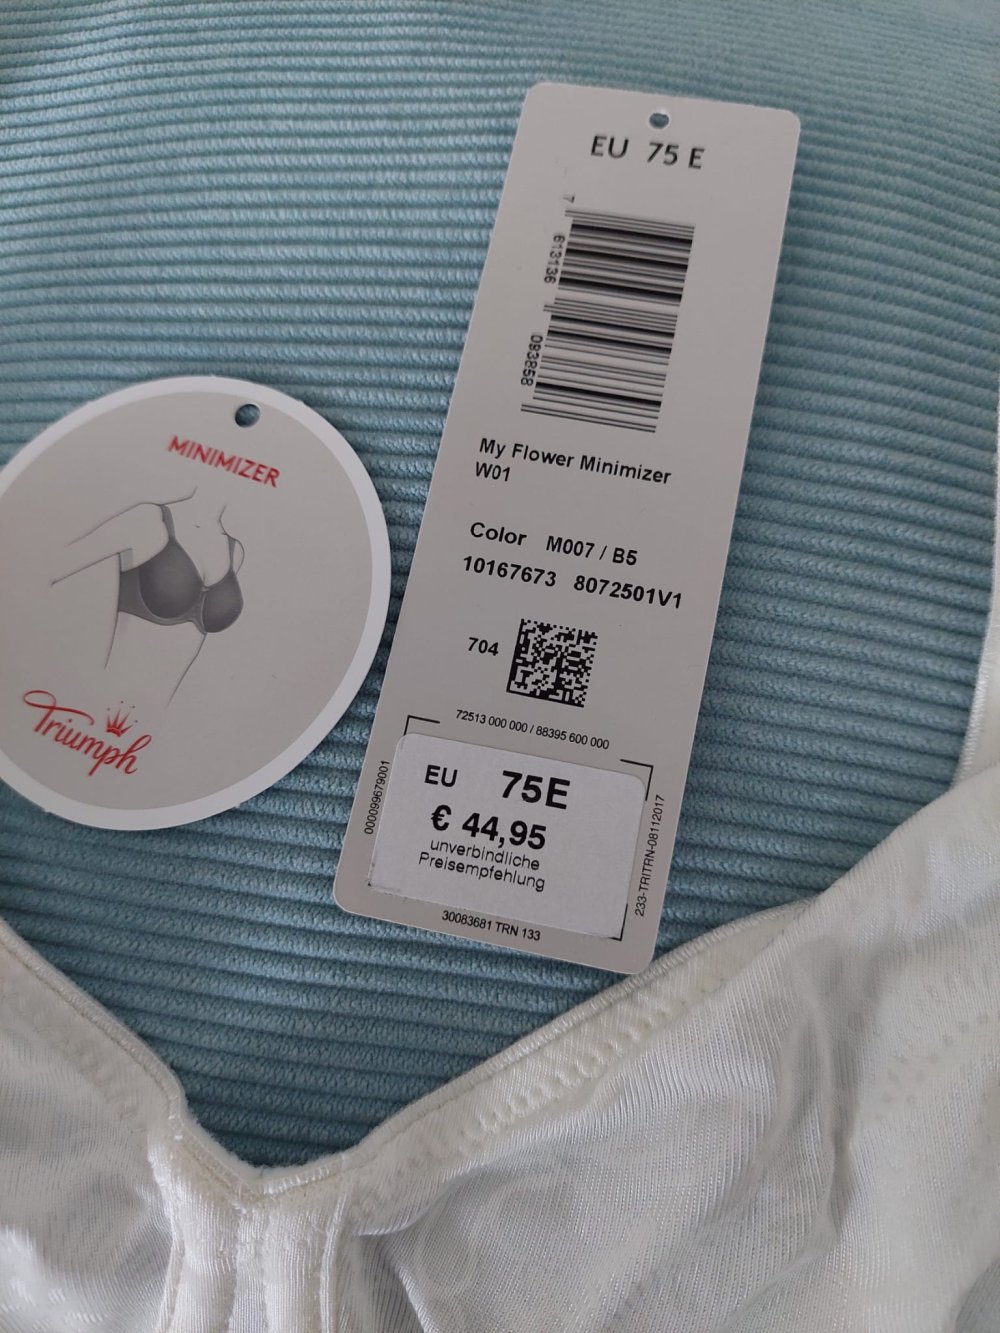 EU 75 E
7 613136 093858
My Flower Minimizer
W01
Color M007 / B5
10167673 8072501V1
704
72513 000 000 / 88395 600 000
000099679001
EU 75E
€ 44,95
unverbindliche
Preisempfehlung
233-TRITRN-08112017
30083681 TRN 133
MINIMIZER
Triumph